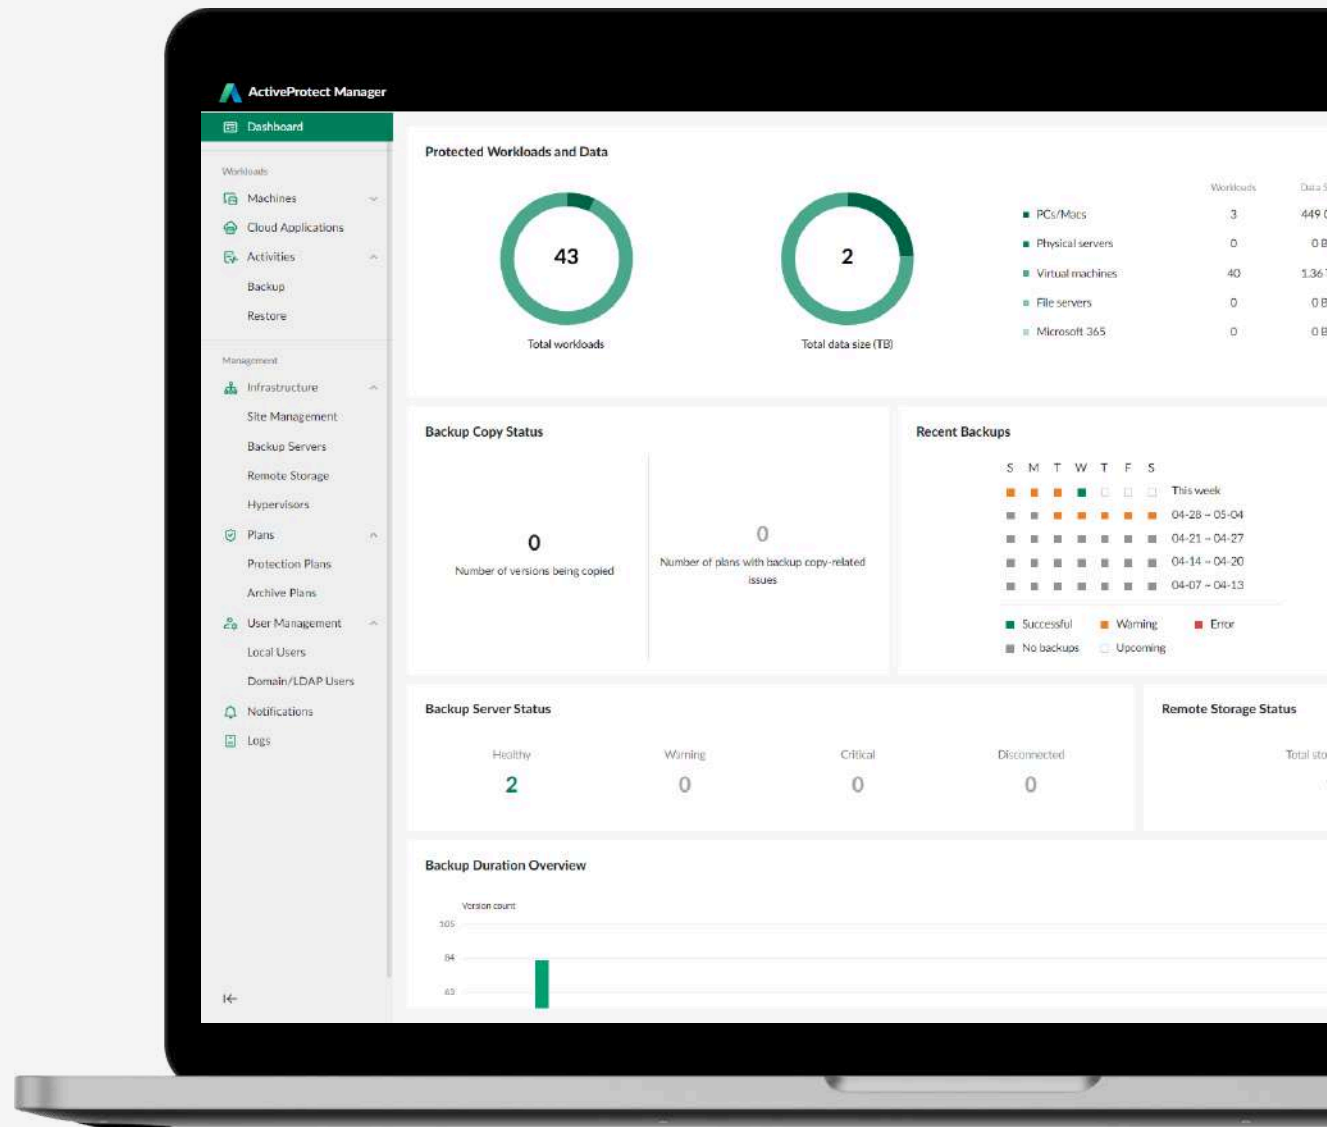 ActiveProtect Manager
Dashboard
Workloads
Machines
Cloud Applications
Activities
Backup
Restore
Management
Infrastructure
Site Management
Backup Servers
Remote Storage
Hypervisors
Plans
Protection Plans
Archive Plans
User Management
Local Users
Domain/LDAP Users
Notifications
Logs
Protected Workloads and Data
43
Total workloads
2
Total data size (TB)
Workloads Data
PCs/Macs 3 449
Physical servers 0 0 B
Virtual machines 40 1.36
File servers 0 0 B
Microsoft 365 0 0 B
Backup Copy Status
0
Number of versions being copied
0
Number of plans with backup copy-related
issues
Recent Backups
S M T W T F S
This week
04-28 ~ 05-04
04-21 ~ 04-27
04-14 ~ 04-20
04-07 ~ 04-13
Successful Warning Error
No backups Upcoming
Backup Server Status
Healthy Warning Critical Disconnected
2 0 0 0
Remote Storage Status
Total
Backup Duration Overview
Version count
105
84
63